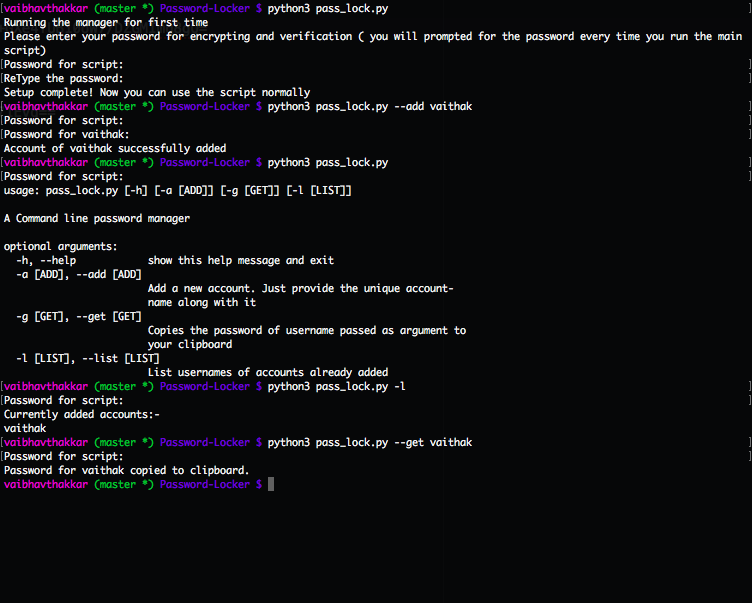 vaibhavthakkar (master *) Password-Locker $ python3 pass_lock.py
Running the manager for first time
Please enter your password for encrypting and verification ( you will prompted for the password every time you run the main
script)
[Password for script:
[ReType the password:
Setup complete! Now you can use the script normally
[vaibhavthakkar (master *) Password-Locker $ python3 pass_lock.py --add vaithak
[Password for script:
[Password for vaithak:
Account of vaithak successfully added
[vaibhavthakkar (master *) Password-Locker $ python3 pass_lock.py
[Password for script:
usage: pass_lock.py [-h] [-a [ADD]] [-g [GET]] [-l [LIST]]
A Command line password manager
optional arguments:
-h, --help show this help message and exit
-a [ADD], --add [ADD]
Add a new account. Just provide the unique account-
name along with it
-g [GET], --get [GET]
Copies the password of username passed as argument to
your clipboard
-l [LIST], --list [LIST]
List usernames of accounts already added
[vaibhavthakkar (master *) Password-Locker $ python3 pass_lock.py -l
[Password for script:
Currently added accounts:-
vaithak
[vaibhavthakkar (master *) Password-Locker $ python3 pass_lock.py --get vaithak
[Password for script:
Password for vaithak copied to clipboard.
vaibhavthakkar (master *) Password-Locker $